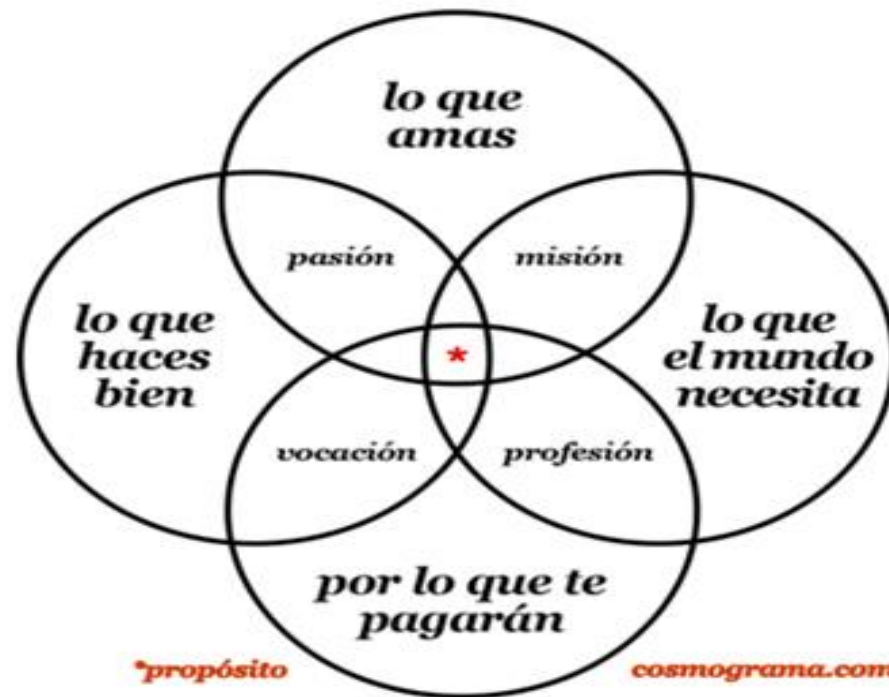 lo que
amas
pasión
misión
lo que
haces
bien
*
lo que
el mundo
necesita
vocación
profesión
por lo que te
pagarán
*propósito
cosmograma.com